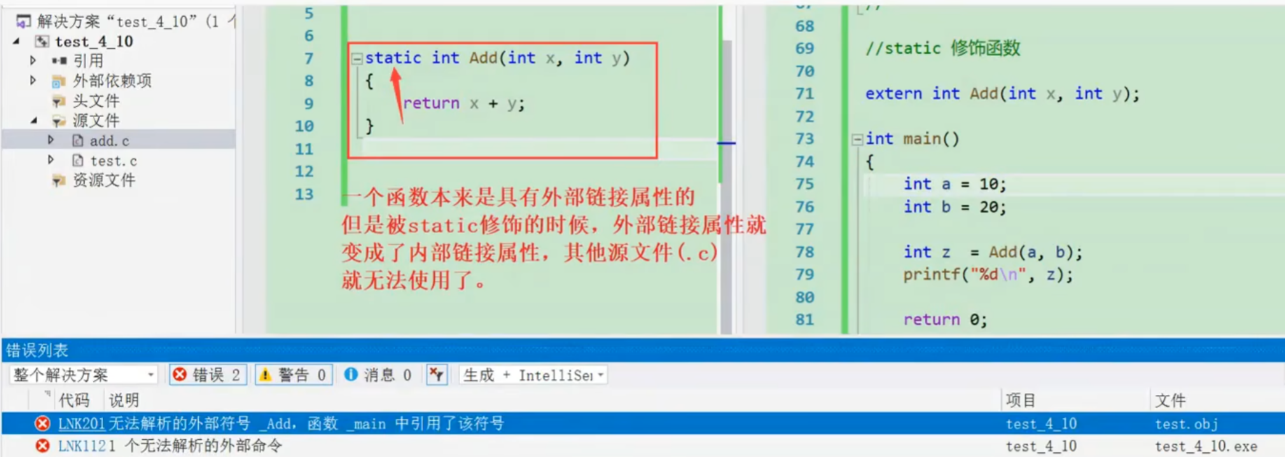 解决方案“test_4_10”(1 个
test_4_10
引用
外部依赖项
头文件
源文件
add.c
test.c
资源文件
5
6
7 static int Add(int x, int y)
8 {
9 return x + y;
10 }
11
12
13
一个函数本来是具有外部链接属性的
但是被static修饰的时候，外部链接属性就
变成了内部链接属性，其他源文件(.c)
就无法使用了。
//
68
69 //static 修饰函数
70
71 extern int Add(int x, int y);
72
73 int main()
74 {
75 int a = 10;
76 int b = 20;
77
78 int z = Add(a, b);
79 printf("%d\n", z);
80
81 return 0;
错误列表
整个解决方案 错误 2 警告 0 消息 0 生成 + IntelliSe
代码 说明 项目 文件
LNK201 无法解析的外部符号 _Add，函数 _main 中引用了该符号 test_4_10 test.obj
LNK112 1 个无法解析的外部命令 test_4_10 test_4_10.exe